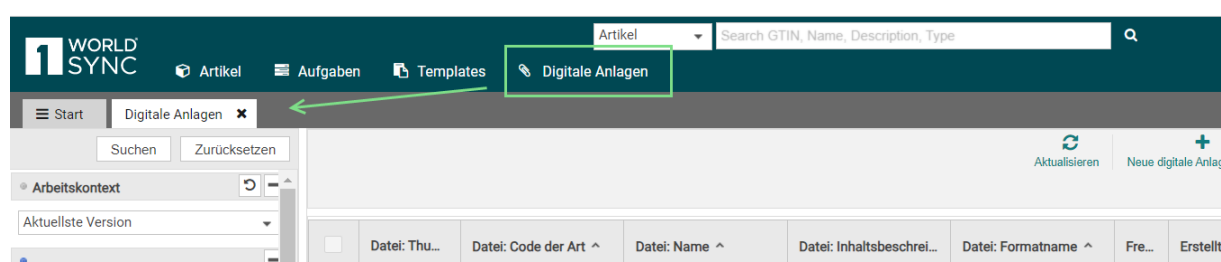 Artikel Search GTIN, Name, Description, Type
1 WORLD
SYNC
Artikel Aufgaben Templates Digitale Anlagen
Start Digitale Anlagen
Suchen Zurücksetzen
Aktualisieren Neue digitale Anlag
Arbeitskontext
Aktuellste Version
Datei: Thu... Datei: Code der Art Datei: Name Datei: Inhaltsbeschrei... Datei: Formatname Fre... Erstellt